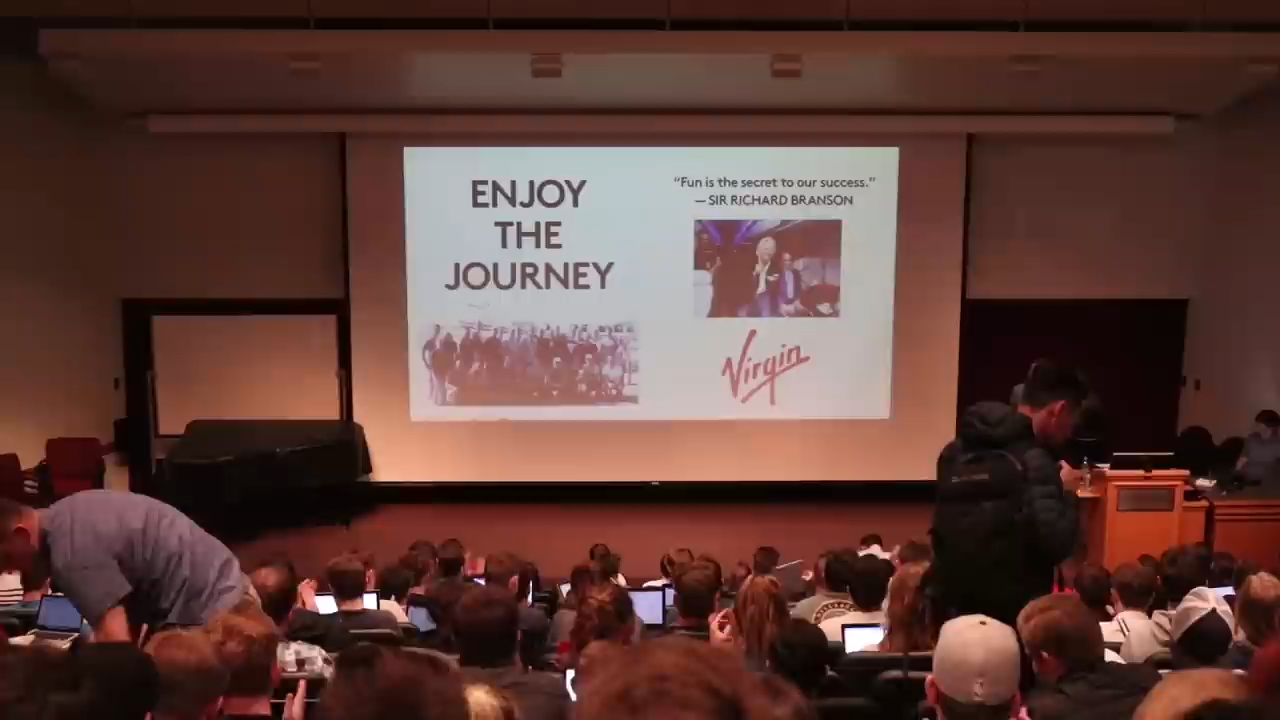 ENJOY
THE
JOURNEY
“Fun is the secret to our success.”
— SIR RICHARD BRANSON
Virgin